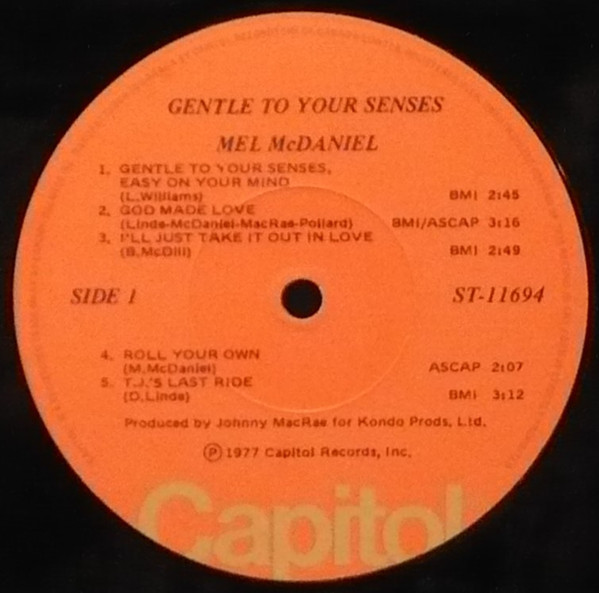 GENTLE TO YOUR SENSES
MEL McDANIEL
1. GENTLE TO YOUR SENSES,
EASY ON YOUR MIND
(L.Williams) BMI 2:45
2. GOD MADE LOVE
(Linde-McDaniel-MacRae-Pollard) BMI/ASCAP 3:16
3. I'LL JUST TAKE IT OUT IN LOVE
(B.McDill) BMI 2:49
SIDE 1 ST-11694
4. ROLL YOUR OWN
(M.McDaniel) ASCAP 2:07
5. T.J.'S LAST RIDE
(D.Linde) BMI 3:12
Produced by Johnny MacRae for Kondo Prods. Ltd.
Ⓟ 1977 Capitol Records, Inc.
Capitol